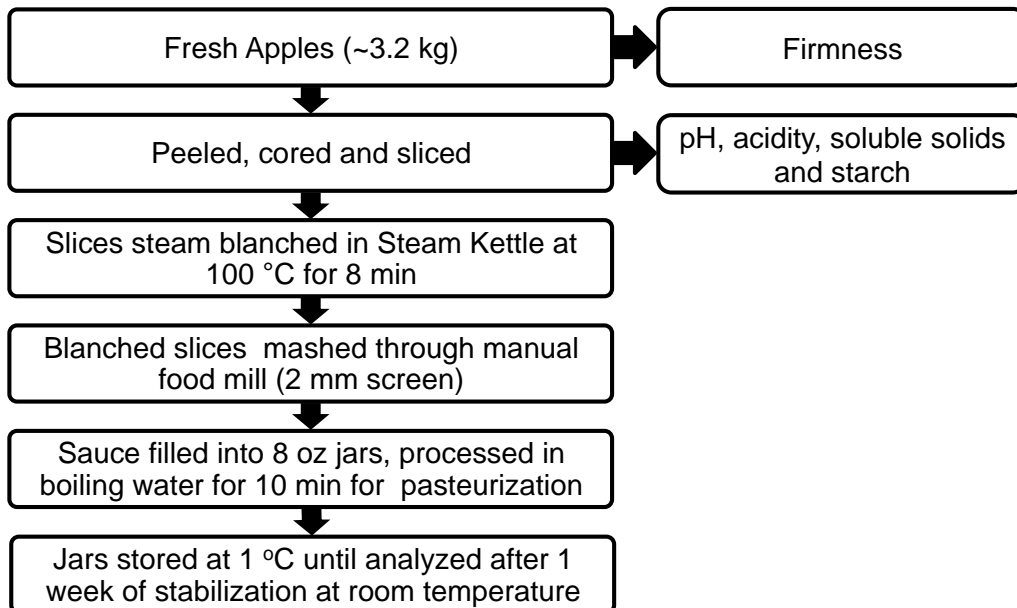 Fresh Apples (~3.2 kg)
Firmness
Peeled, cored and sliced
pH, acidity, soluble solids
and starch
Slices steam blanched in Steam Kettle at
100 °C for 8 min
Blanched slices  mashed through manual
food mill (2 mm screen)
Sauce filled into 8 oz jars, processed in
boiling water for 10 min for  pasteurization
Jars stored at 1 °C until analyzed after 1
week of stabilization at room temperature